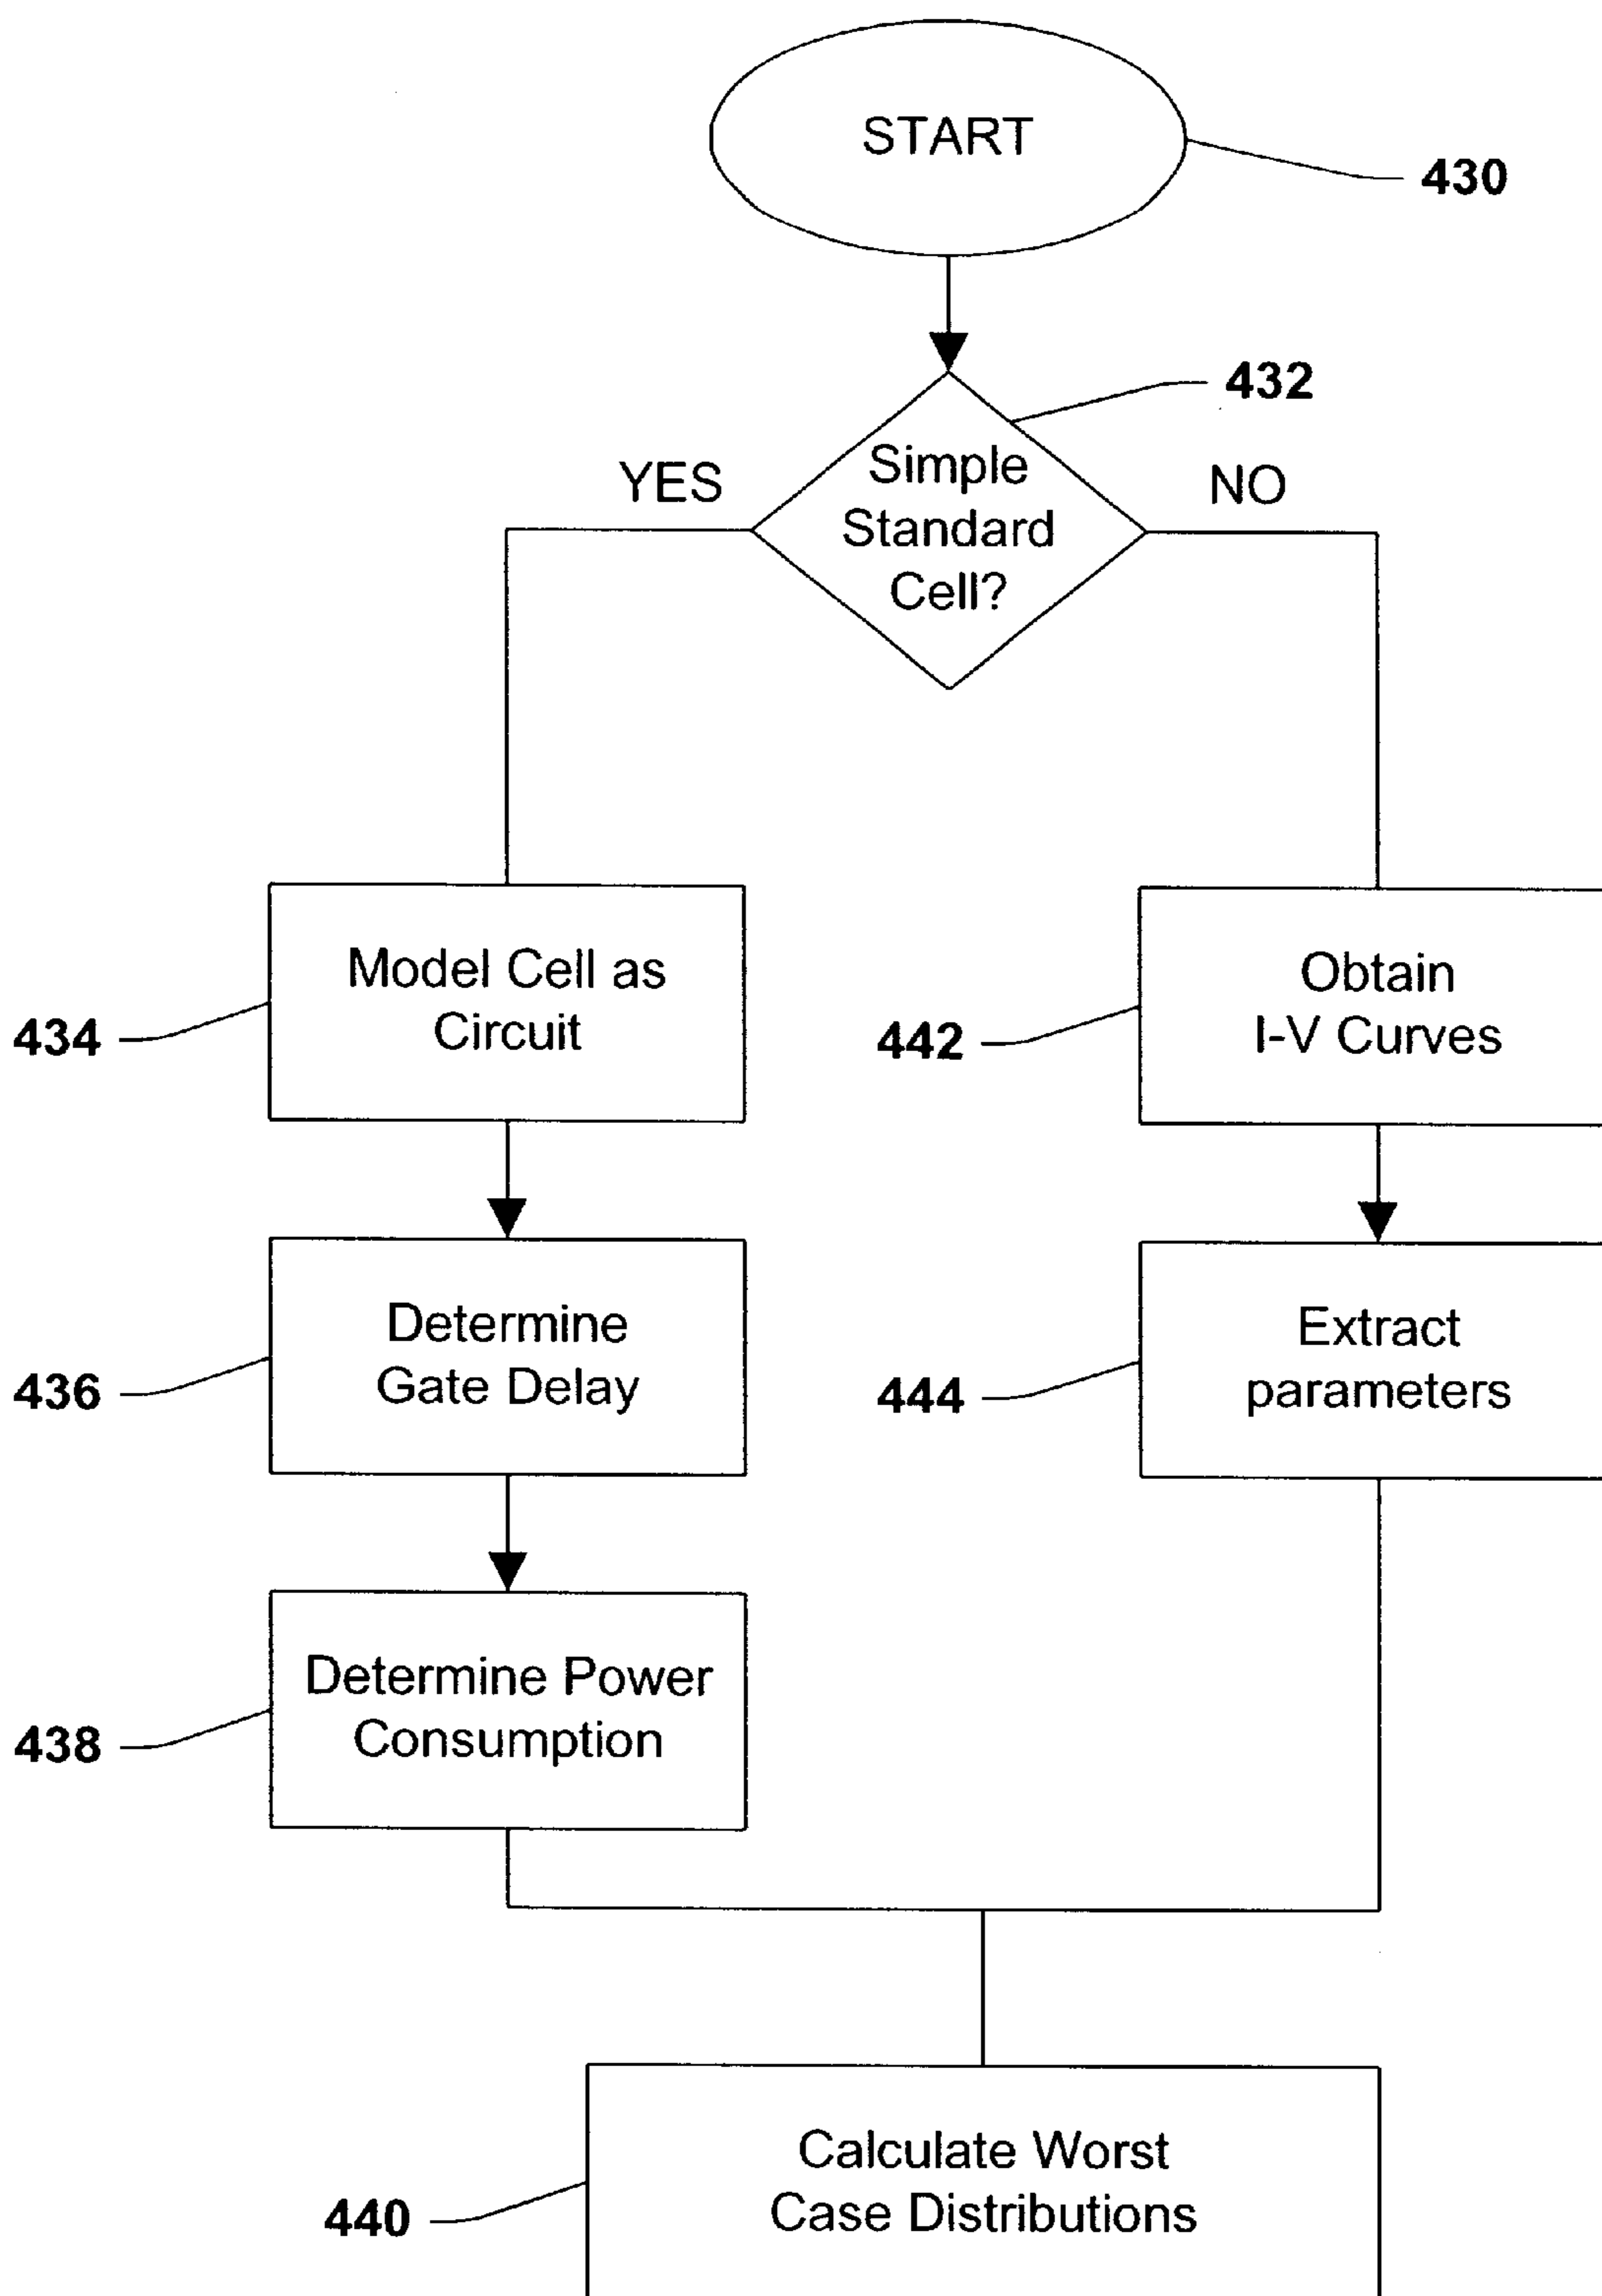 START
430
432
Simple
Standard
Cell?
YES
NO
Model Cell as
Circuit
434
Obtain
I-V Curves
442
Determine
Gate Delay
436
Extract
parameters
444
Determine Power
Consumption
438
Calculate Worst
Case Distributions
440